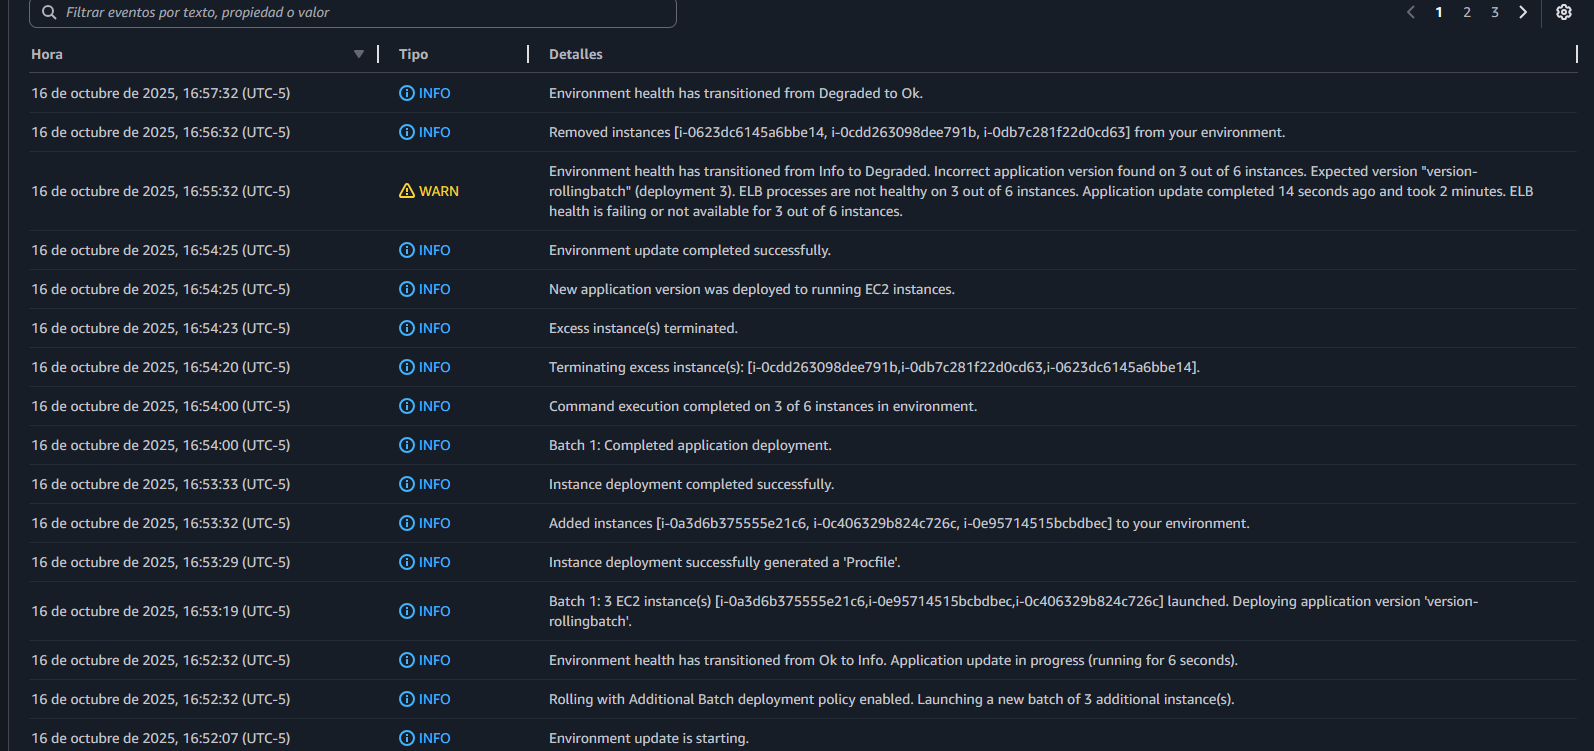 Filtrar eventos por texto, propiedad o valor
1 2 3
Hora Tipo Detalles
16 de octubre de 2025, 16:57:32 (UTC-5) INFO Environment health has transitioned from Degraded to Ok.
16 de octubre de 2025, 16:56:32 (UTC-5) INFO Removed instances [i-0623dc6145a6bbe14, i-0cdd263098dee791b, i-0db7c281f22d0cd63] from your environment.
Environment health has transitioned from Info to Degraded. Incorrect application version found on 3 out of 6 instances. Expected version "version-
16 de octubre de 2025, 16:55:32 (UTC-5) WARN rollingbatch" (deployment 3). ELB processes are not healthy on 3 out of 6 instances. Application update completed 14 seconds ago and took 2 minutes. ELB
health is failing or not available for 3 out of 6 instances.
16 de octubre de 2025, 16:54:25 (UTC-5) INFO Environment update completed successfully.
16 de octubre de 2025, 16:54:25 (UTC-5) INFO New application version was deployed to running EC2 instances.
16 de octubre de 2025, 16:54:23 (UTC-5) INFO Excess instance(s) terminated.
16 de octubre de 2025, 16:54:20 (UTC-5) INFO Terminating excess instance(s): [i-0cdd263098dee791b,i-0db7c281f22d0cd63,i-0623dc6145a6bbe14].
16 de octubre de 2025, 16:54:00 (UTC-5) INFO Command execution completed on 3 of 6 instances in environment.
16 de octubre de 2025, 16:54:00 (UTC-5) INFO Batch 1: Completed application deployment.
16 de octubre de 2025, 16:53:33 (UTC-5) INFO Instance deployment completed successfully.
16 de octubre de 2025, 16:53:32 (UTC-5) INFO Added instances [i-0a3d6b375555e21c6, i-0c406329b824c726c, i-0e95714515bcbdbec] to your environment.
16 de octubre de 2025, 16:53:29 (UTC-5) INFO Instance deployment successfully generated a 'Procfile'.
Batch 1: 3 EC2 instance(s) [i-0a3d6b375555e21c6,i-0e95714515bcbdbec,i-0c406329b824c726c] launched. Deploying application version 'version-
16 de octubre de 2025, 16:53:19 (UTC-5) INFO rollingbatch'.
16 de octubre de 2025, 16:52:32 (UTC-5) INFO Environment health has transitioned from Ok to Info. Application update in progress (running for 6 seconds).
16 de octubre de 2025, 16:52:32 (UTC-5) INFO Rolling with Additional Batch deployment policy enabled. Launching a new batch of 3 additional instance(s).
16 de octubre de 2025, 16:52:07 (UTC-5) INFO Environment update is starting.